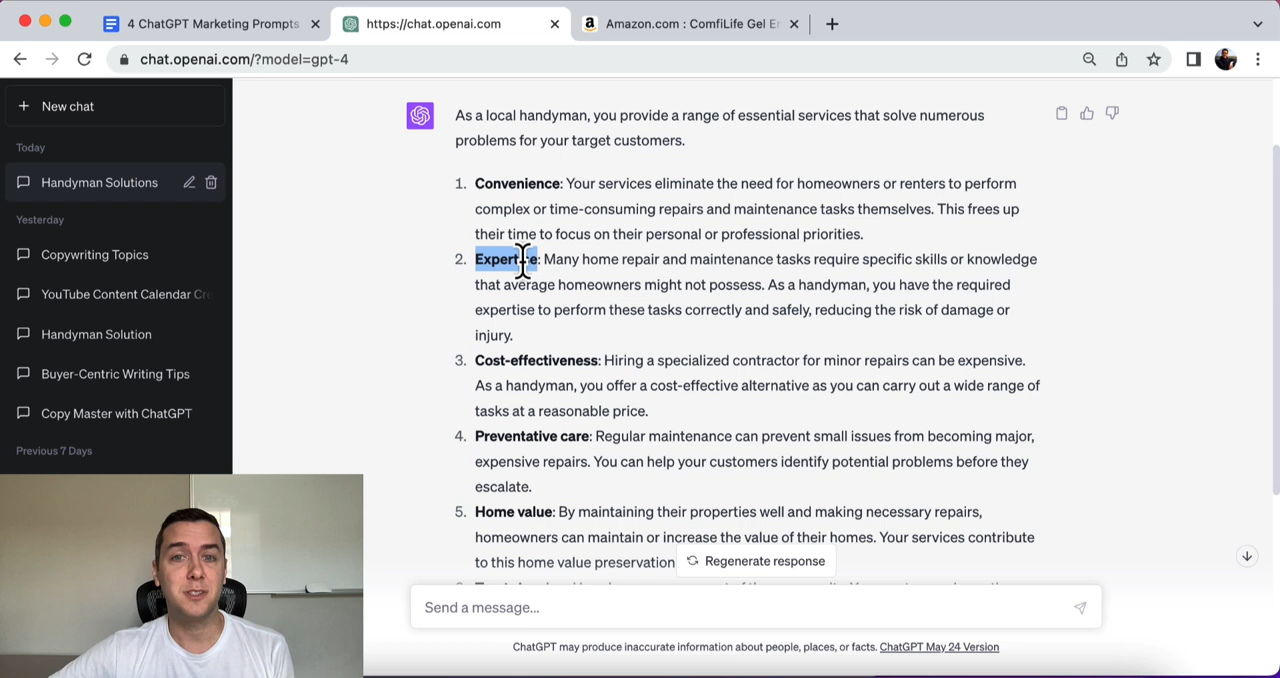 4 ChatGPT Marketing Prompts
https://chat.openai.com
Amazon.com : ComfiLife Gel E
chat.openai.com/?model=gpt-4
New chat
Today
Handyman Solutions
Yesterday
Copywriting Topics
YouTube Content Calendar Cre
Handyman Solution
Buyer-Centric Writing Tips
Copy Master with ChatGPT
Previous 7 Days
As a local handyman, you provide a range of essential services that solve numerous
problems for your target customers.
1. Convenience: Your services eliminate the need for homeowners or renters to perform
complex or time-consuming repairs and maintenance tasks themselves. This frees up
their time to focus on their personal or professional priorities.
2. Expertise: Many home repair and maintenance tasks require specific skills or knowledge
that average homeowners might not possess. As a handyman, you have the required
expertise to perform these tasks correctly and safely, reducing the risk of damage or
injury.
3. Cost-effectiveness: Hiring a specialized contractor for minor repairs can be expensive.
As a handyman, you offer a cost-effective alternative as you can carry out a wide range of
tasks at a reasonable price.
4. Preventative care: Regular maintenance can prevent small issues from becoming major,
expensive repairs. You can help your customers identify potential problems before they
escalate.
5. Home value: By maintaining their properties well and making necessary repairs,
homeowners can maintain or increase the value of their homes. Your services contribute
to this home value preservation
Regenerate response
Send a message...
ChatGPT may produce inaccurate information about people, places, or facts. ChatGPT May 24 Version